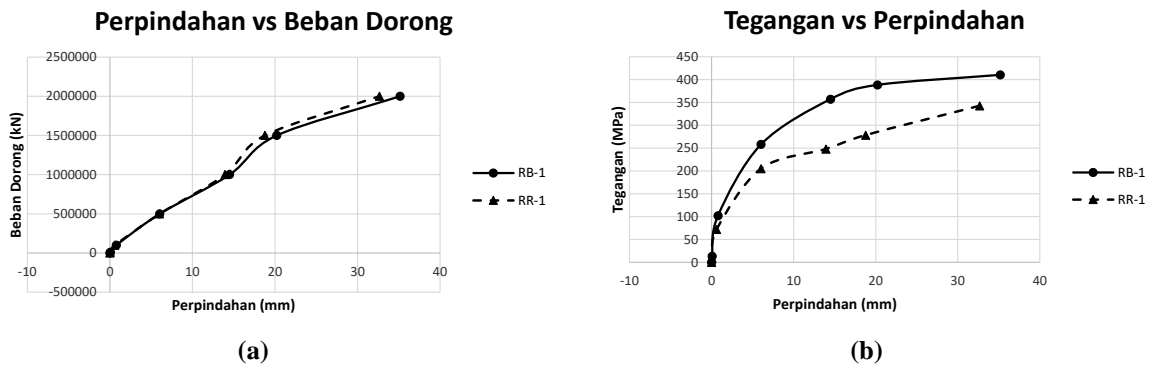 Perpindahan vs Beban Dorong
Beban Dorong (kN)
2500000
2000000
1500000
1000000
500000
0
-500000
-10
0
10
20
30
40
Perpindahan (mm)
RB-1
RR-1
(a)
Tegangan vs Perpindahan
Tegangan (MPa)
450
400
350
300
250
200
150
100
50
0
-10
0
10
20
30
40
Perpindahan (mm)
RB-1
RR-1
(b)